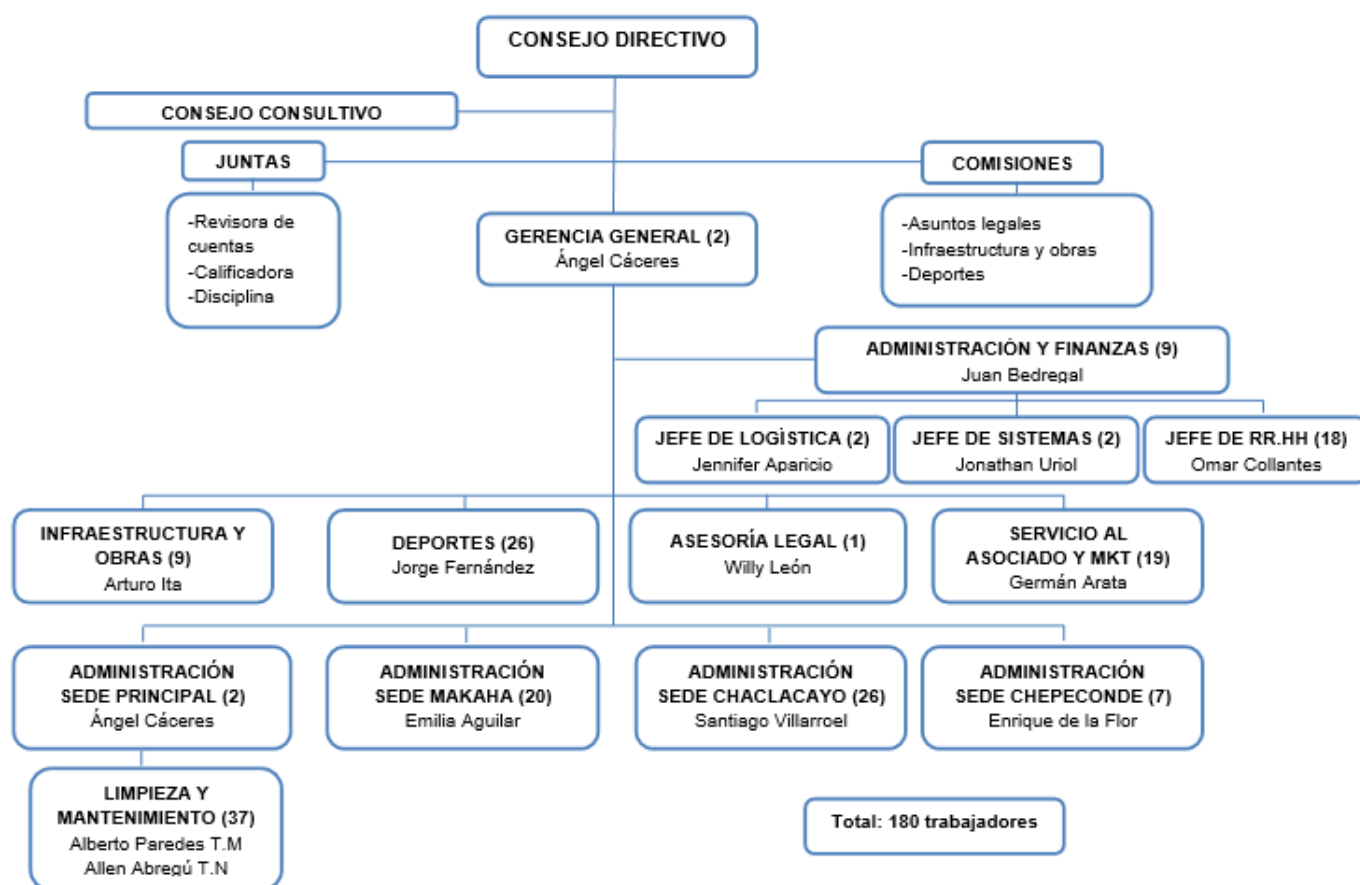 CONSEJO DIRECTIVO
CONSEJO CONSULTIVO
JUNTAS
COMISIONES
-Revisora de
cuentas
-Calificadora
-Disciplina
GERENCIA GENERAL (2)
Ángel Cáceres
-Asuntos legales
-Infraestructura y obras
-Deportes
ADMINISTRACIÓN Y FINANZAS (9)
Juan Bedregal
JEFE DE LOGÌSTICA (2)
Jennifer Aparicio
JEFE DE SISTEMAS (2)
Jonathan Uriol
JEFE DE RR.HH (18)
Omar Collantes
INFRAESTRUCTURA Y
OBRAS (9)
Arturo Ita
DEPORTES (26)
Jorge Fernández
ASESORÍA LEGAL (1)
Willy León
SERVICIO AL
ASOCIADO Y MKT (19)
Germán Arata
ADMINISTRACIÓN
SEDE PRINCIPAL (2)
Ángel Cáceres
ADMINISTRACIÓN
SEDE MAKAHA (20)
Emilia Aguilar
ADMINISTRACIÓN
SEDE CHACLACAYO (26)
Santiago Villarroel
ADMINISTRACIÓN
SEDE CHEPECONDE (7)
Enrique de la Flor
LIMPIEZA Y
MANTENIMIENTO (37)
Alberto Paredes T.M
Allen Abregú T.N
Total: 180 trabajadores